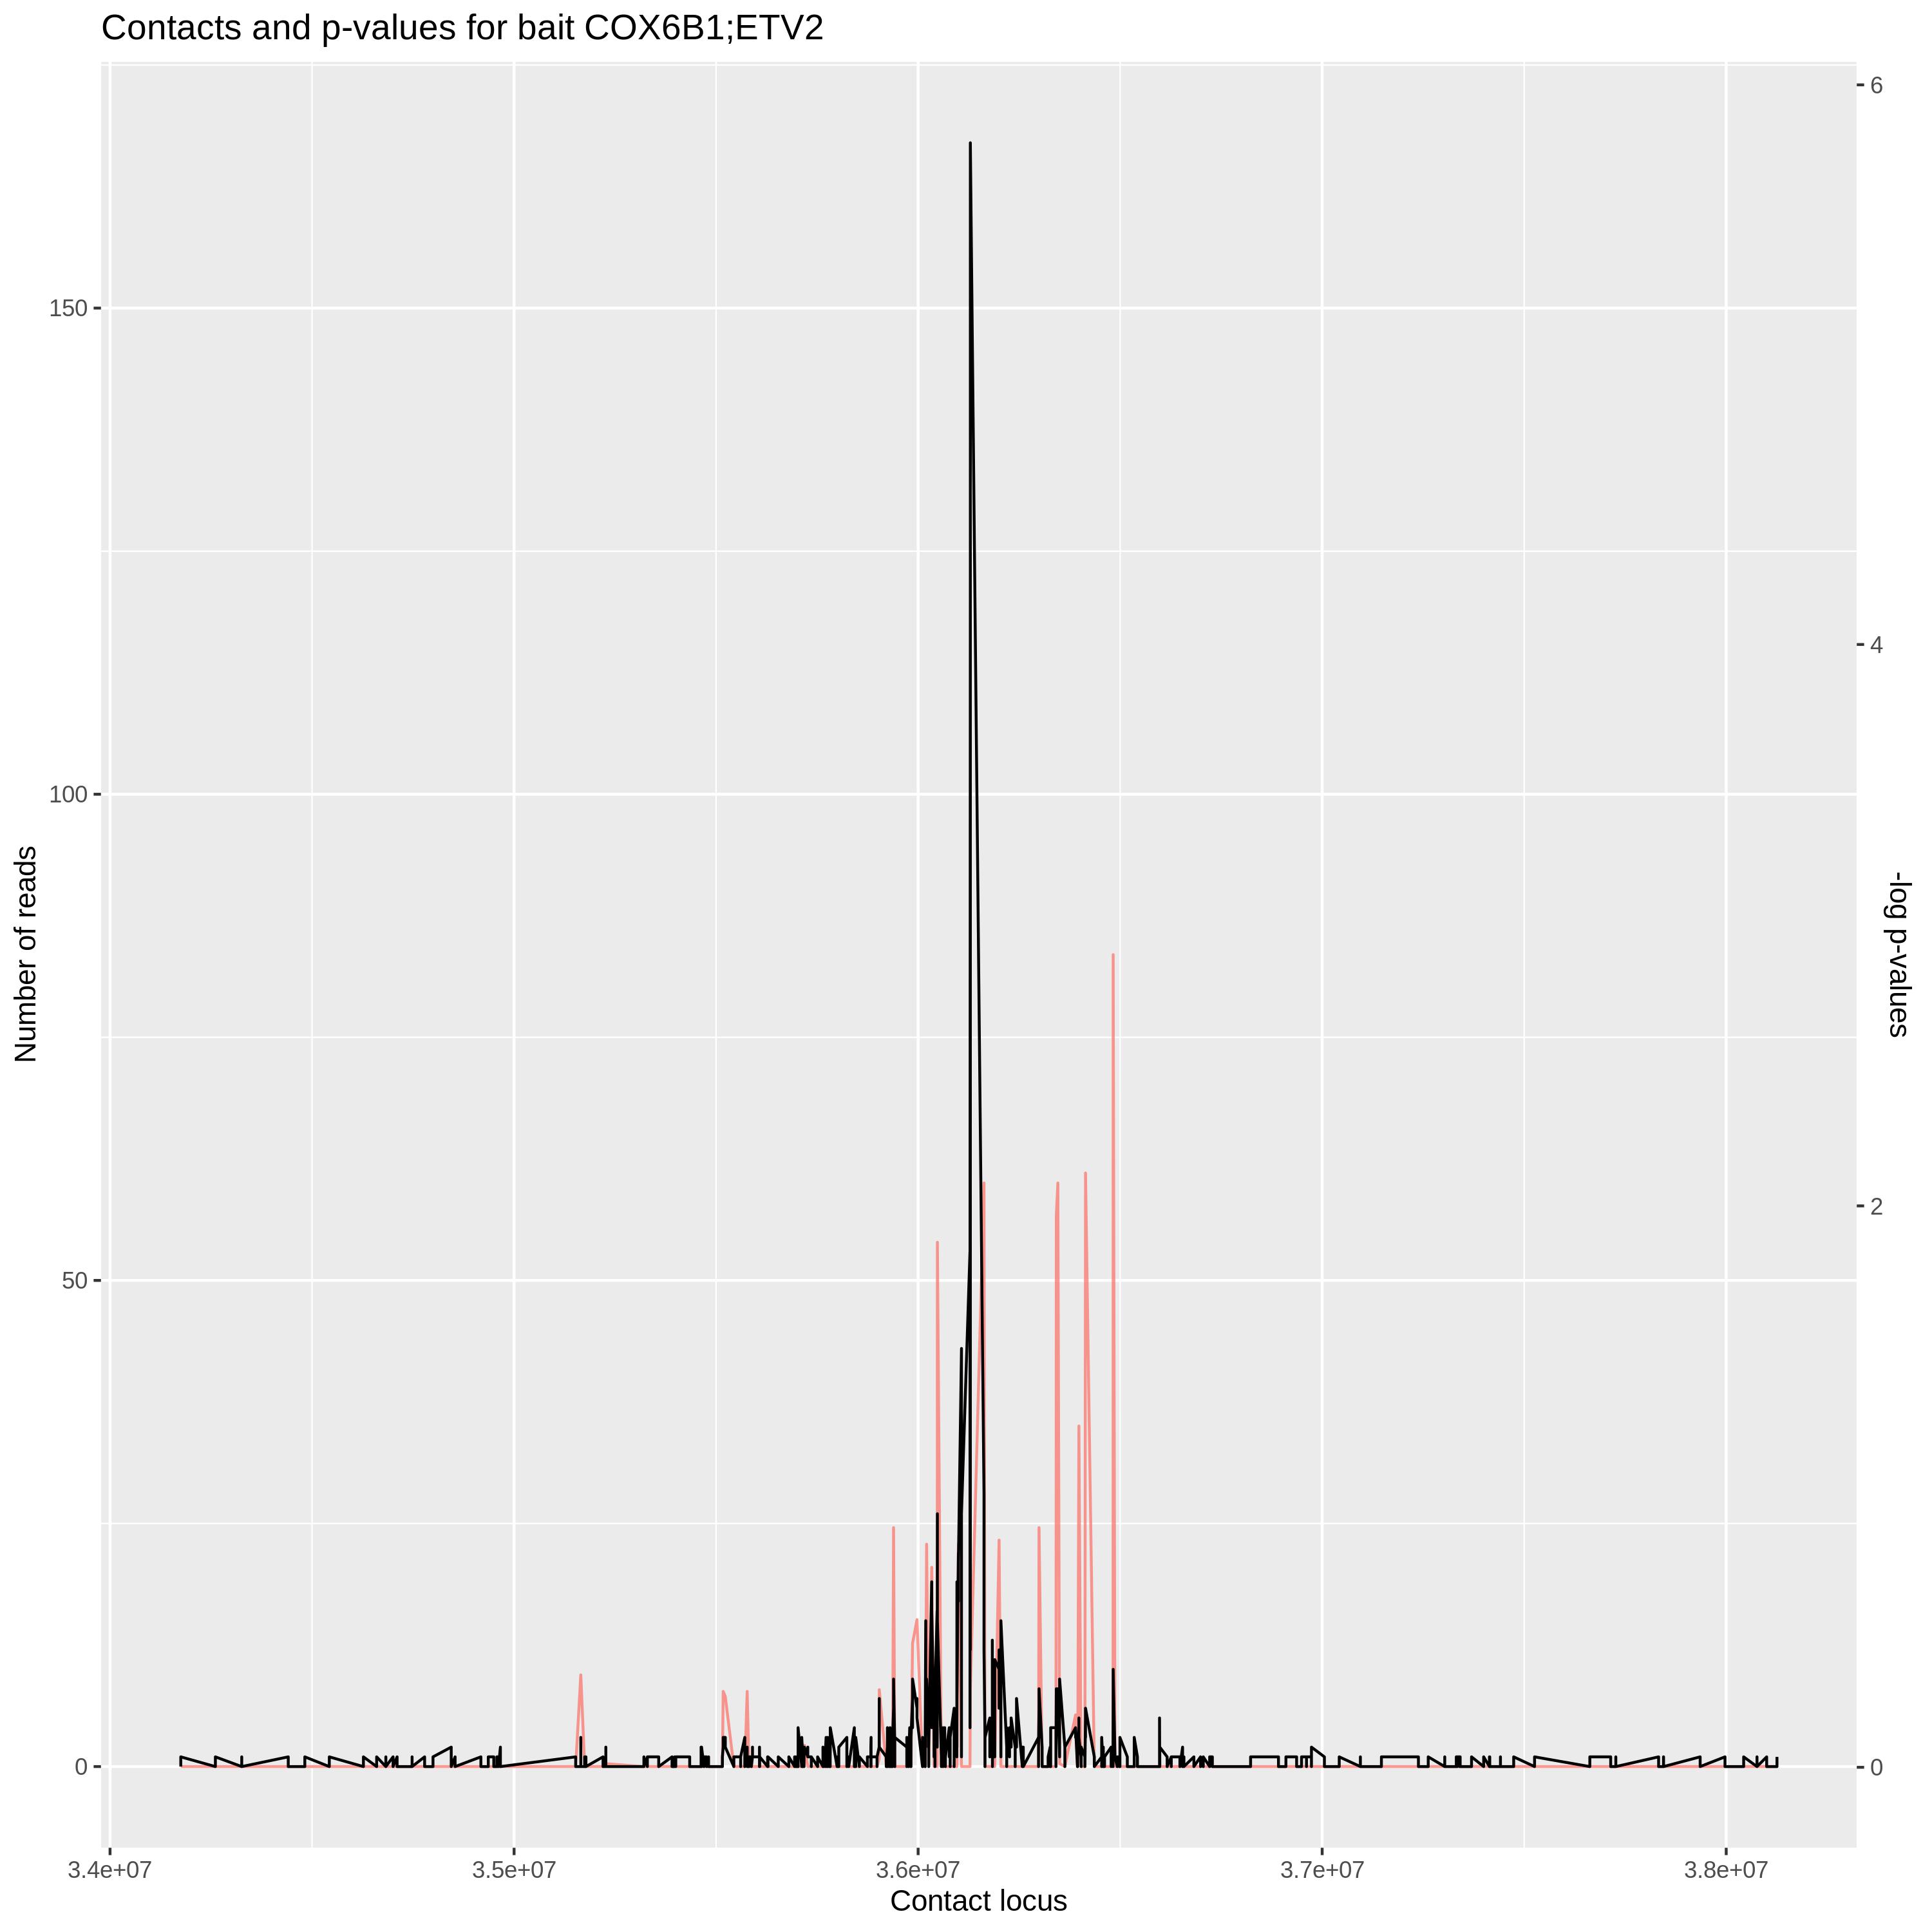 Contacts and p-values for bait COX6B1;ETV2
Number of reads
150
100
50
0
6
4
2
0
-log p-values
3.4e+07
3.5e+07
3.6e+07
3.7e+07
3.8e+07
Contact locus